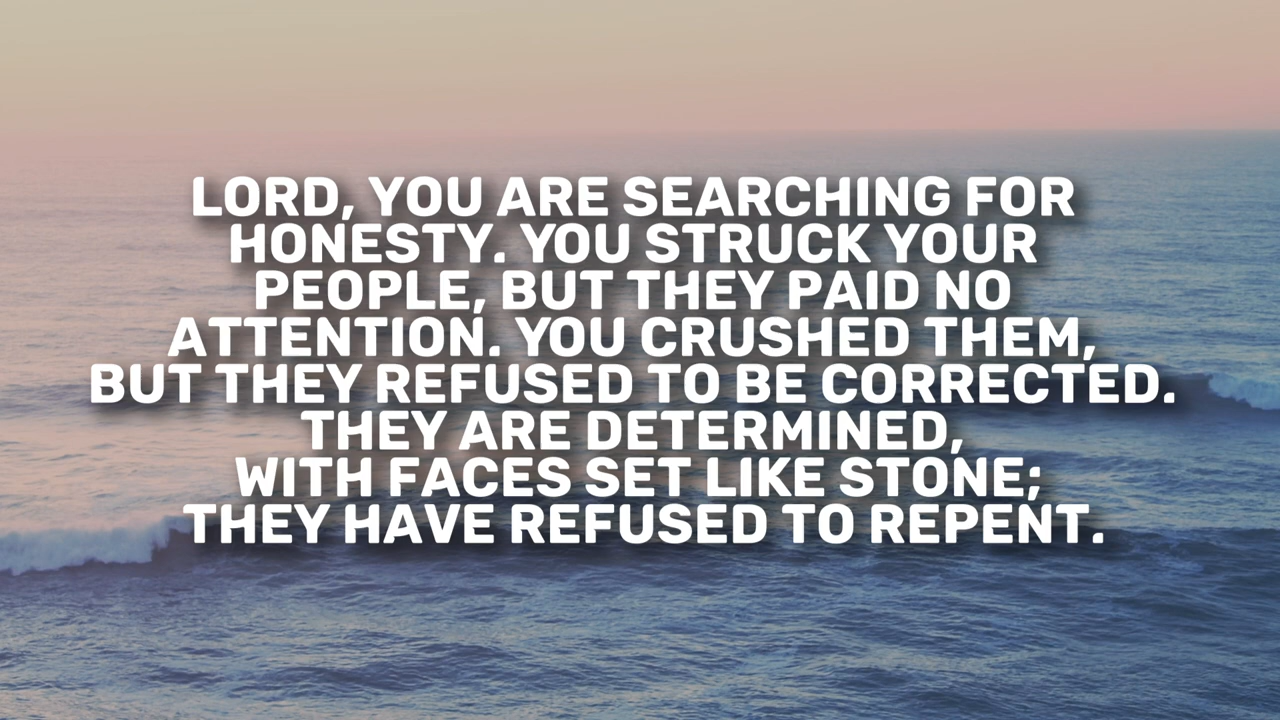 LORD, YOU ARE SEARCHING FOR
HONESTY. YOU STRUCK YOUR
PEOPLE, BUT THEY PAID NO
ATTENTION. YOU CRUSHED THEM,
BUT THEY REFUSED TO BE CORRECTED.
THEY ARE DETERMINED,
WITH FACES SET LIKE STONE;
THEY HAVE REFUSED TO REPENT.